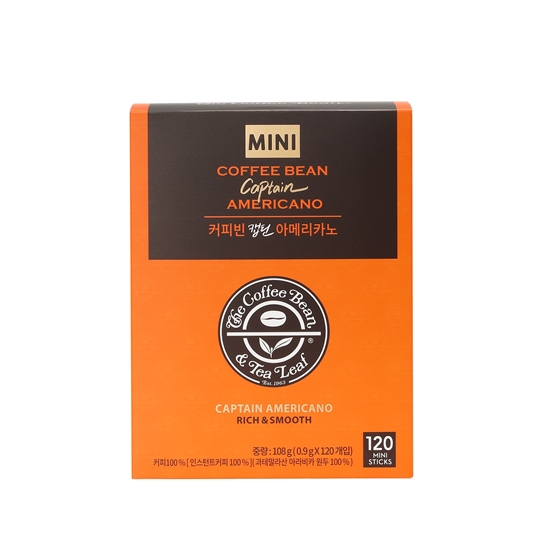 MINI
COFFEE BEAN
Captain
AMERICANO
커피빈 캡틴 아메리카노
The Coffee Bean
& Tea Leaf
®
Est. 1963
CAPTAIN AMERICANO
RICH & SMOOTH
중량 : 108 g ( 0.9 g X 120 개입)
커피100 % [ 인스턴트커피 100 % ] ( 과테말라산 아라비카 원두 100 % )
120
MINI
STICKS